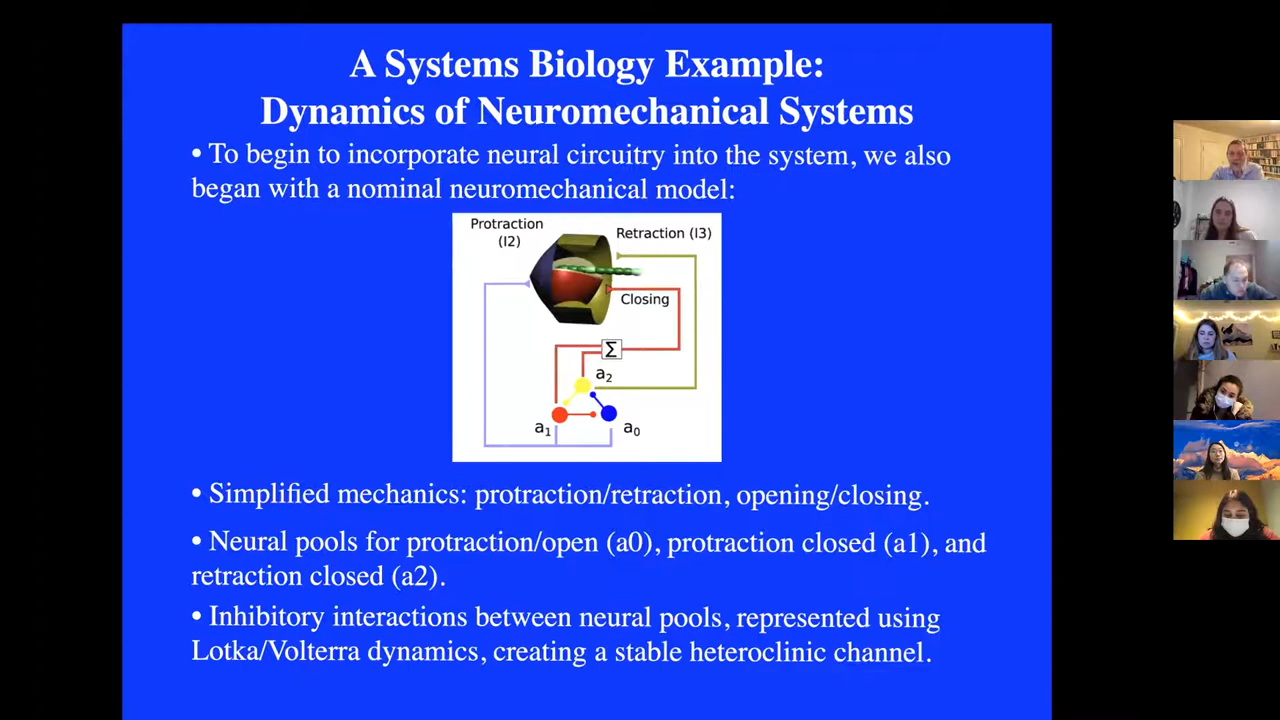 A Systems Biology Example:
Dynamics of Neuromechanical Systems
• To begin to incorporate neural circuitry into the system, we also
began with a nominal neuromechanical model:
Protraction
(I2)
Retraction (I3)
Closing
Σ
a2
a1
a0
• Simplified mechanics: protraction/retraction, opening/closing.
• Neural pools for protraction/open (a0), protraction closed (a1), and
retraction closed (a2).
• Inhibitory interactions between neural pools, represented using
Lotka/Volterra dynamics, creating a stable heteroclinic channel.